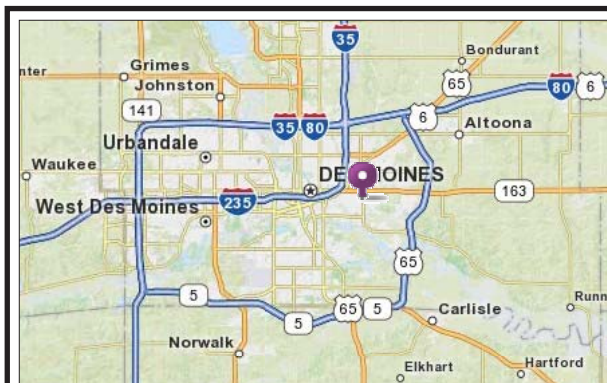 35
Bondurant
nter
Grimes
65
Johnston
80
6
141
6
35
80
Altoona
Urbandale
Waukee
DE MOINES
163
West Des Moines
235
65
5
65
5
Runn
5
Carlisle
Norwalk
Elkhart
Hartford